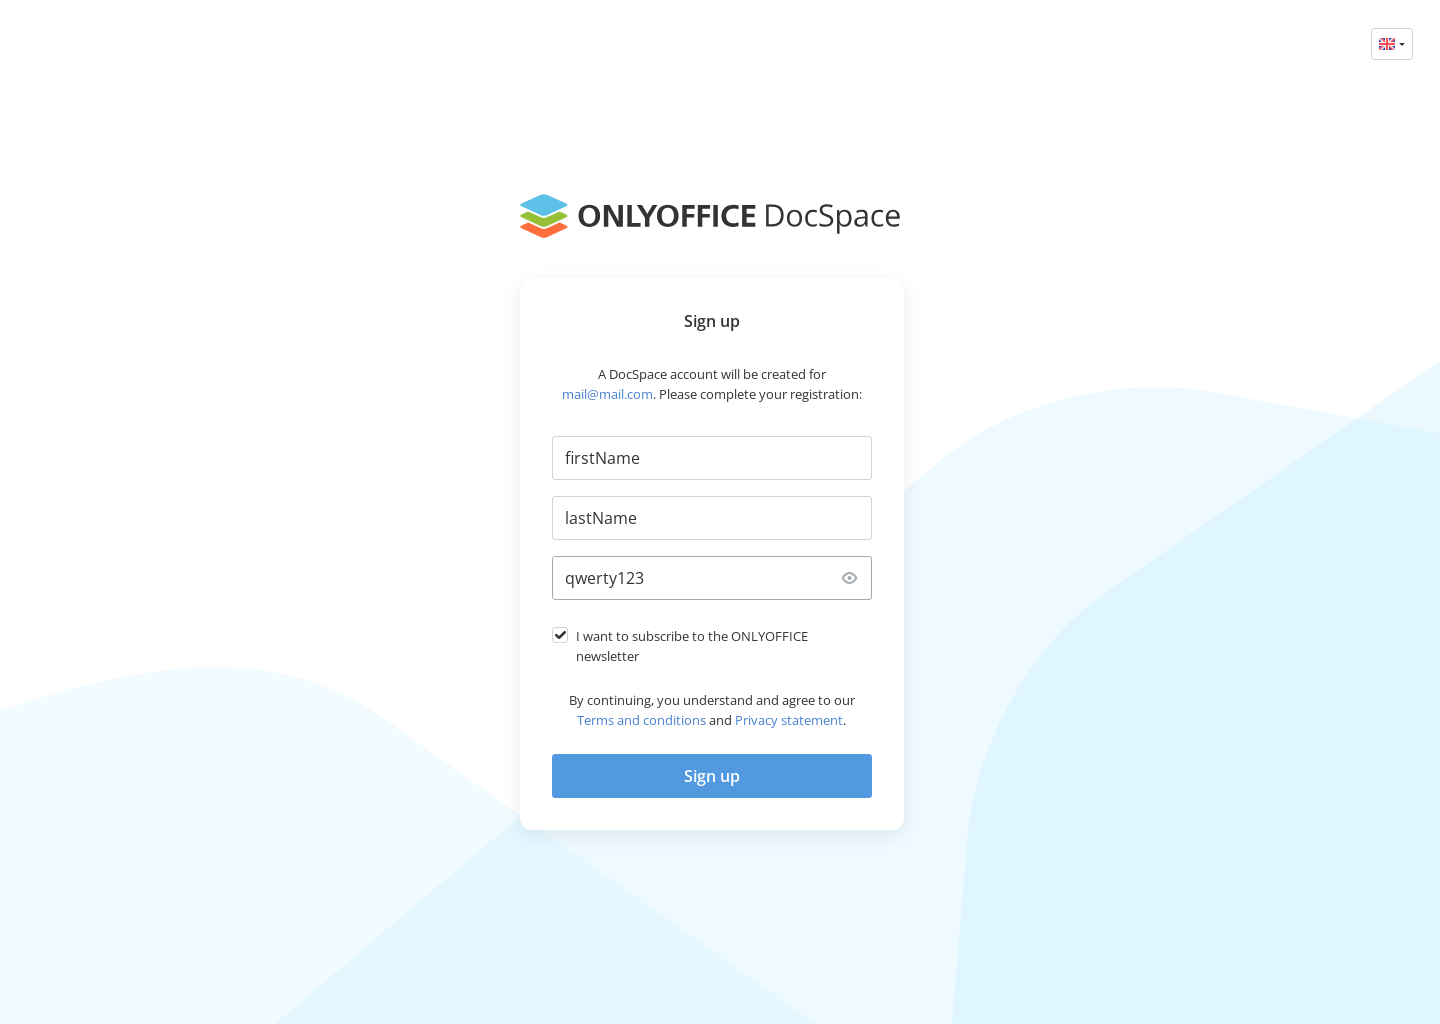 ONLYOFFICE DocSpace
Sign up
A DocSpace account will be created for
mail@mail.com. Please complete your registration:
firstName
lastName
qwerty123
I want to subscribe to the ONLYOFFICE
newsletter
By continuing, you understand and agree to our
Terms and conditions and Privacy statement.
Sign up